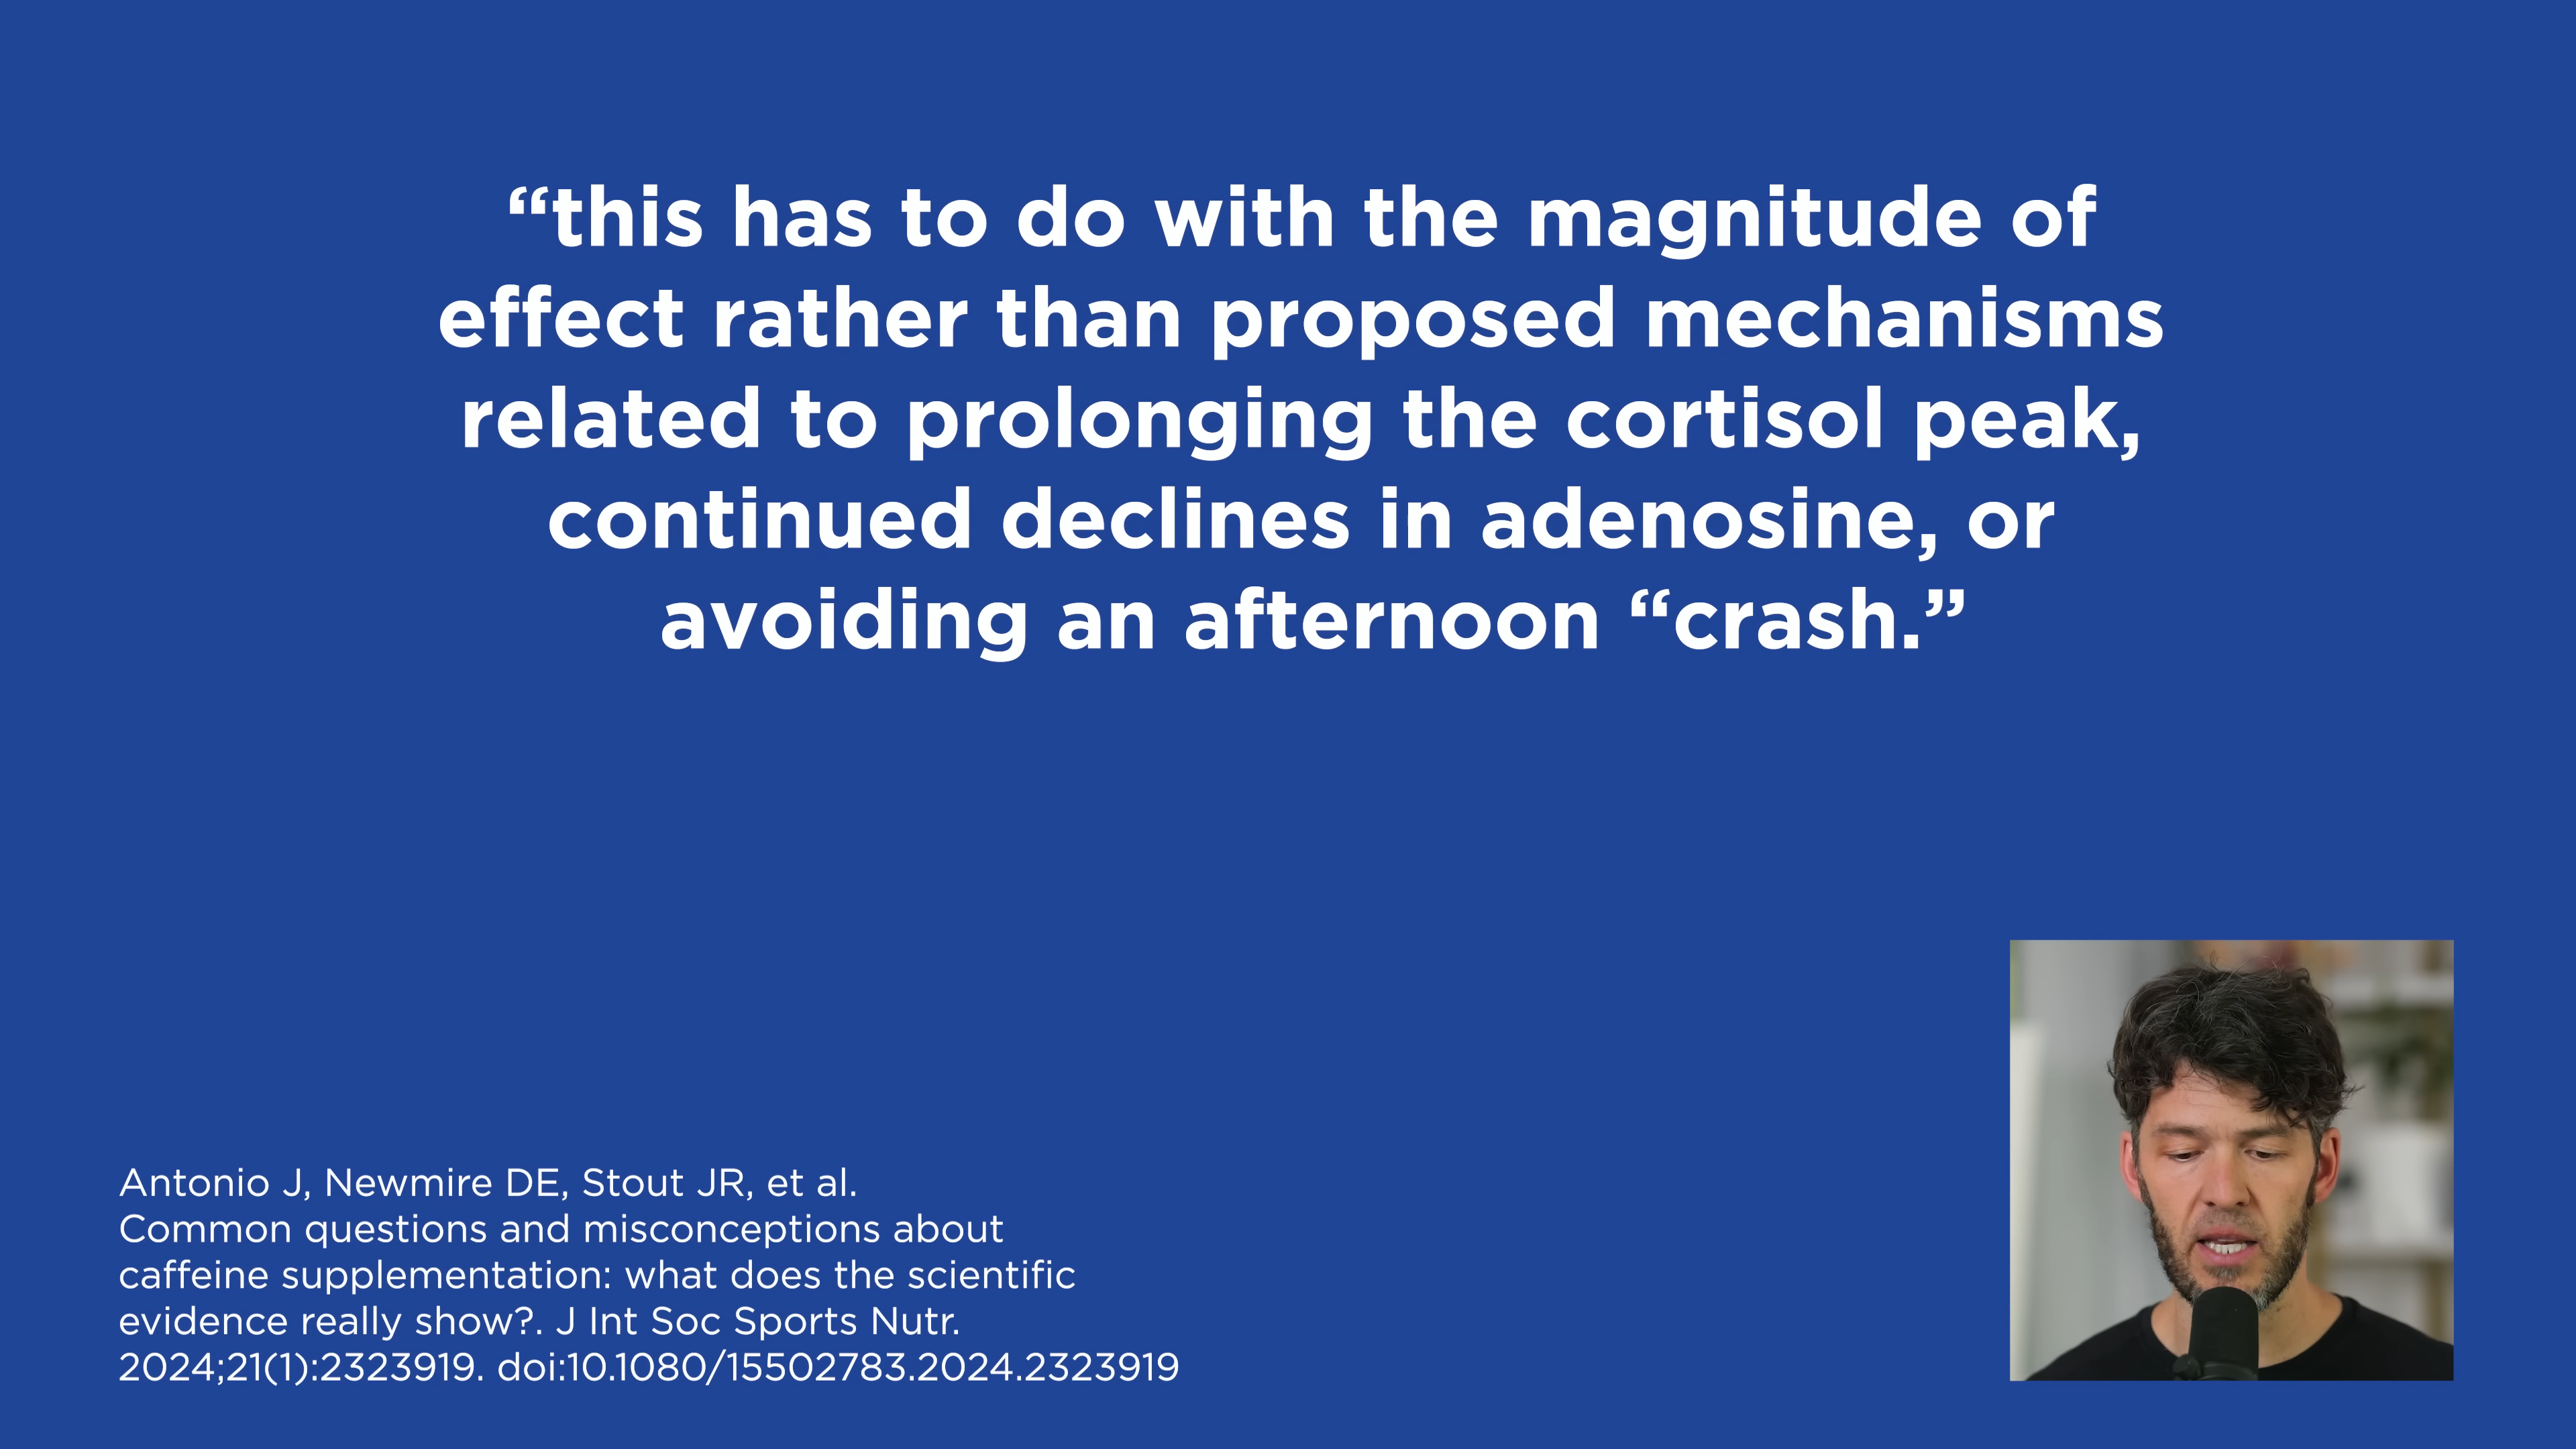 “this has to do with the magnitude of
effect rather than proposed mechanisms
related to prolonging the cortisol peak,
continued declines in adenosine, or
avoiding an afternoon “crash.”
Antonio J, Newmire DE, Stout JR, et al.
Common questions and misconceptions about
caffeine supplementation: what does the scientific
evidence really show?. J Int Soc Sports Nutr.
2024;21(1):2323919. doi:10.1080/15502783.2024.2323919